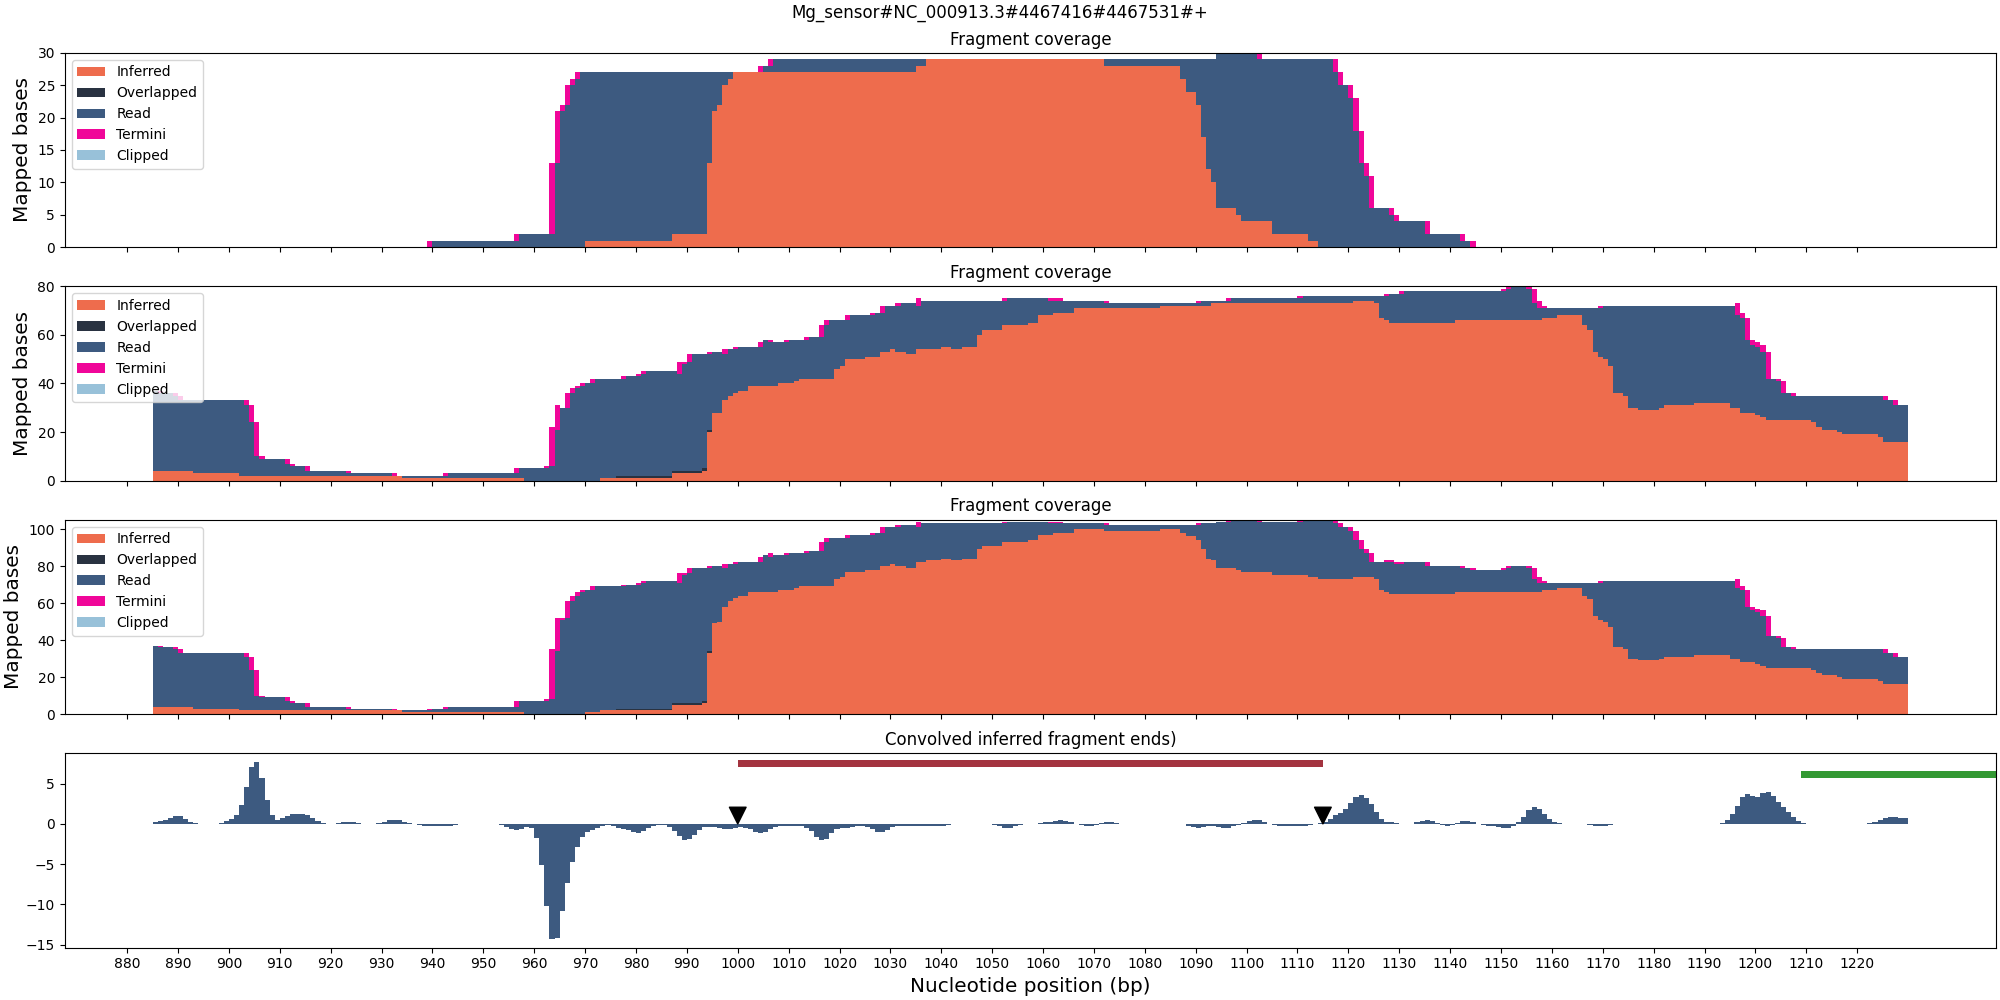 Mg_sensor#NC_000913.3#4467416#4467531#+
Fragment coverage
Mapped bases
30
25
20
15
10
5
0
Inferred
Overlapped
Read
Termini
Clipped
Fragment coverage
Mapped bases
80
60
40
20
0
Inferred
Overlapped
Read
Termini
Clipped
Fragment coverage
Mapped bases
100
80
60
40
20
0
Inferred
Overlapped
Read
Termini
Clipped
Convolved inferred fragment ends)
5
0
−5
−10
−15
880 890 900 910 920 930 940 950 960 970 980 990 1000 1010 1020 1030 1040 1050 1060 1070 1080 1090 1100 1110 1120 1130 1140 1150 1160 1170 1180 1190 1200 1210 1220
Nucleotide position (bp)